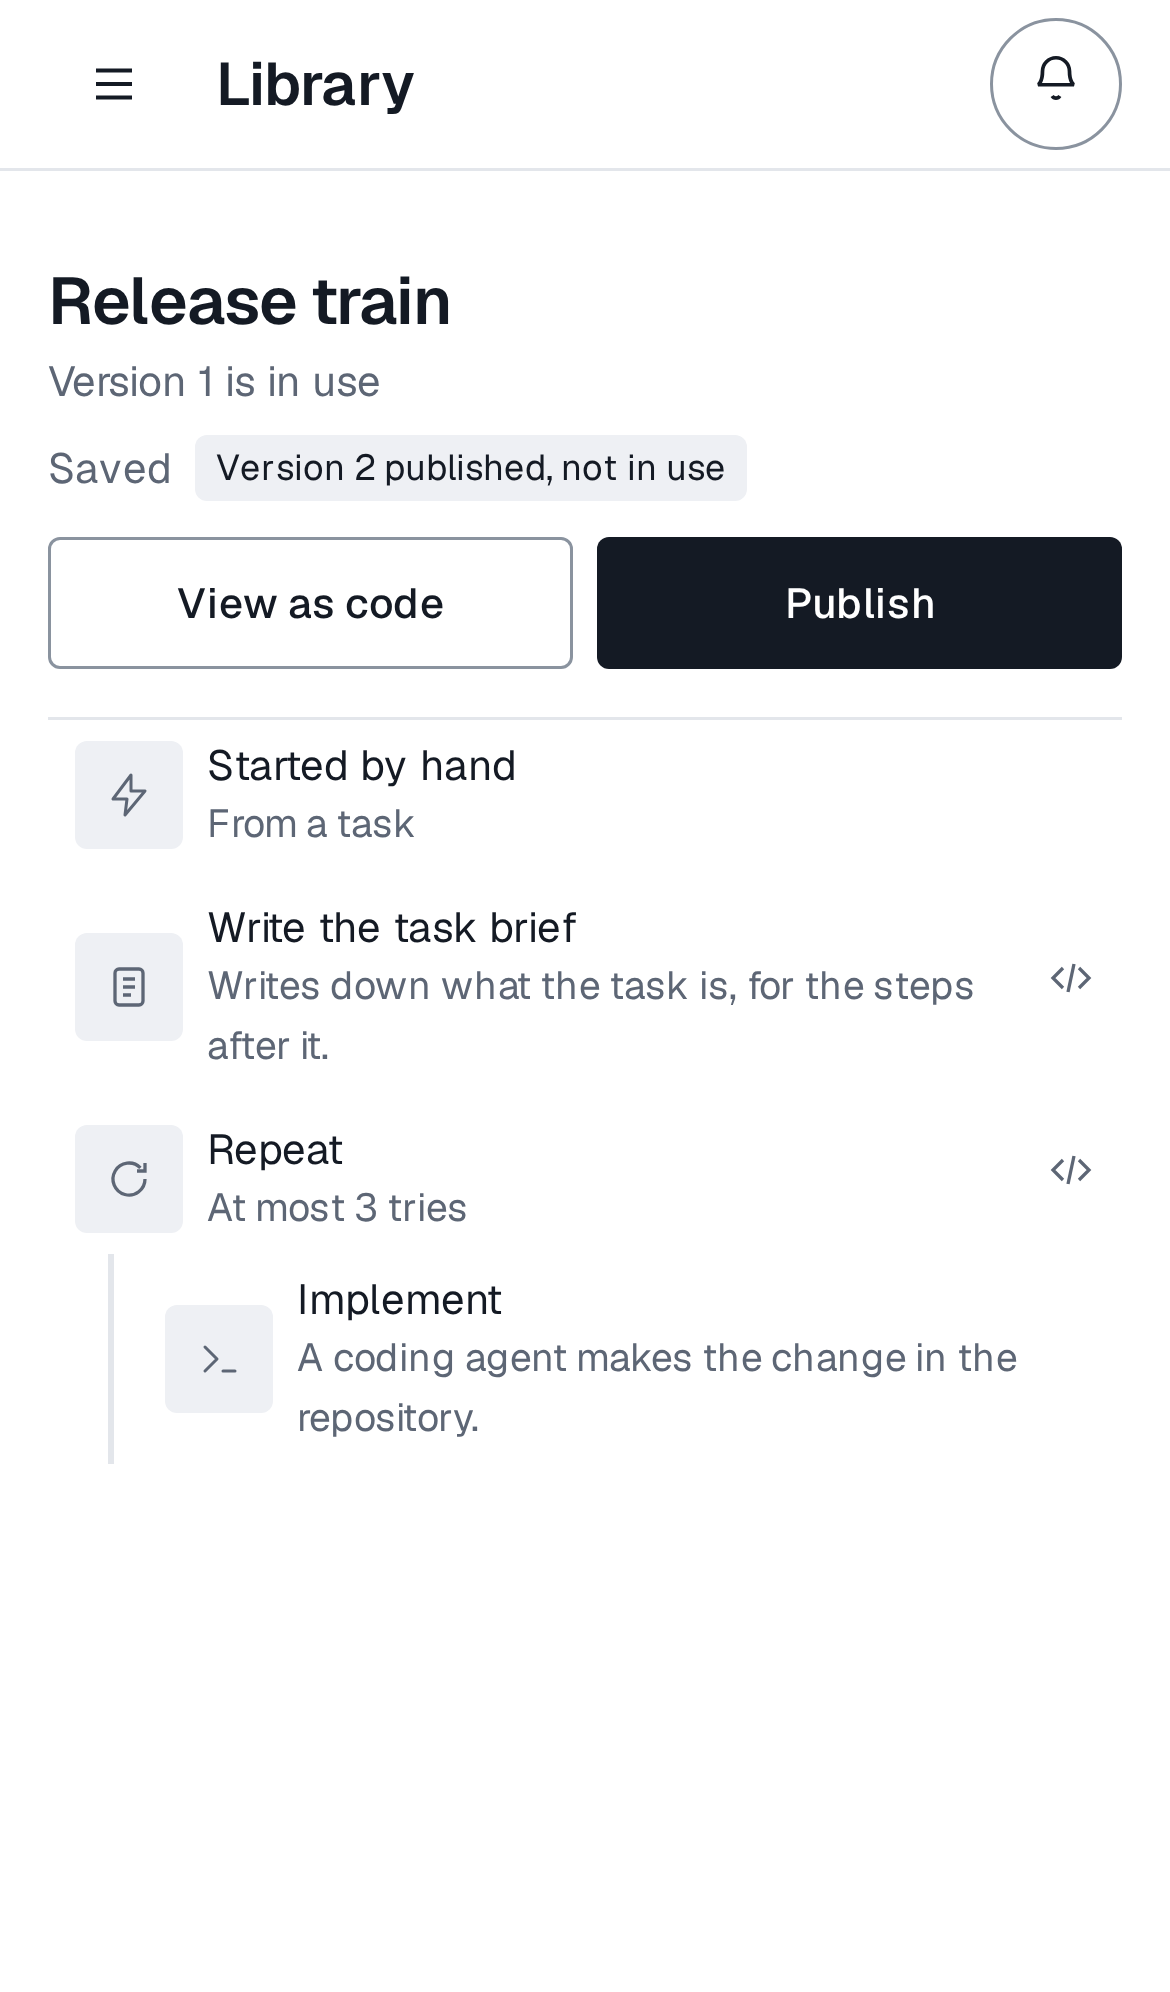 Library
Release train
Version 1 is in use
Saved
Version 2 published, not in use
View as code
Publish
Started by hand
From a task
Write the task brief
Writes down what the task is, for the steps
after it.
Repeat
At most 3 tries
Implement
A coding agent makes the change in the
repository.